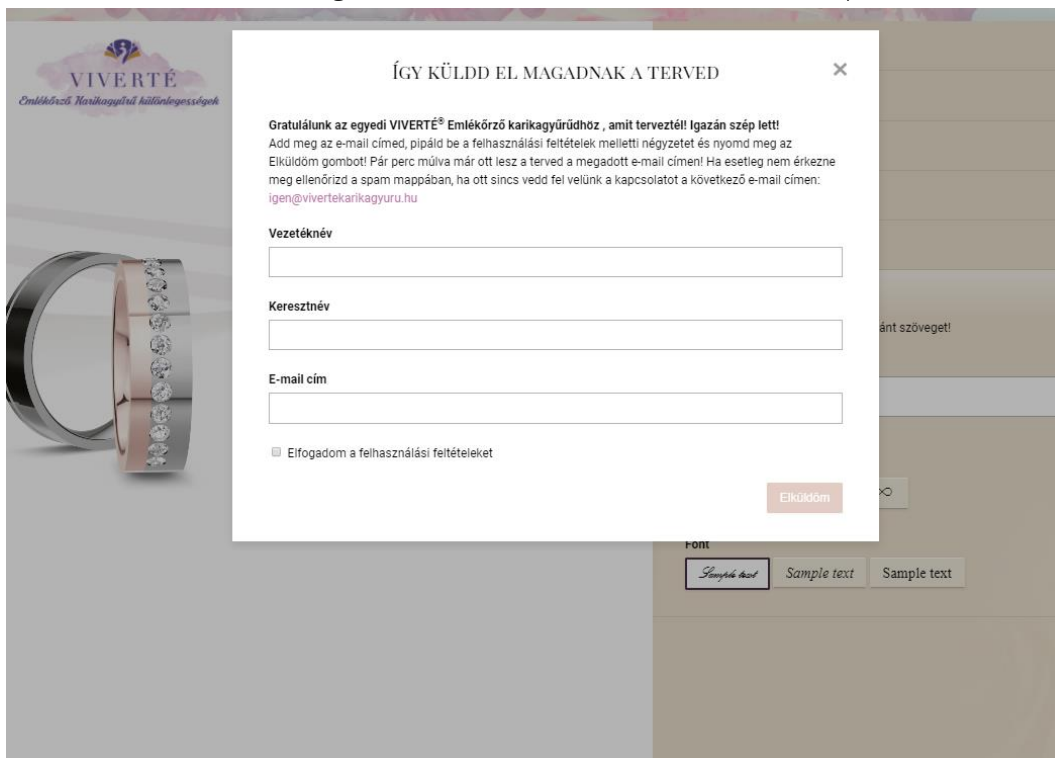 VIVERTÉ
Emlékőrző Karikagyűrű különlegességek
ÍGY KÜLDD EL MAGADNAK A TERVED
×
Gratulálunk az egyedi VIVERTÉ® Emlékőrző karikagyűrűdhöz , amit terveztél! Igazán szép lett!
Add meg az e-mail címed, pipáld be a felhasználási feltételek melletti négyzetet és nyomd meg az
Elküldöm gombot! Pár perc múlva már ott lesz a terved a megadott e-mail címen! Ha esetleg nem érkezne
meg ellenőrizd a spam mappában, ha ott sincs vedd fel velünk a kapcsolatot a következő e-mail címen:
igen@vivertekarikagyuru.hu
Vezetéknév
Keresztnév
ánt szöveget!
E-mail cím
Elfogadom a felhasználási feltételeket
Elküldöm
∞
Font
Sample text Sample text Sample text